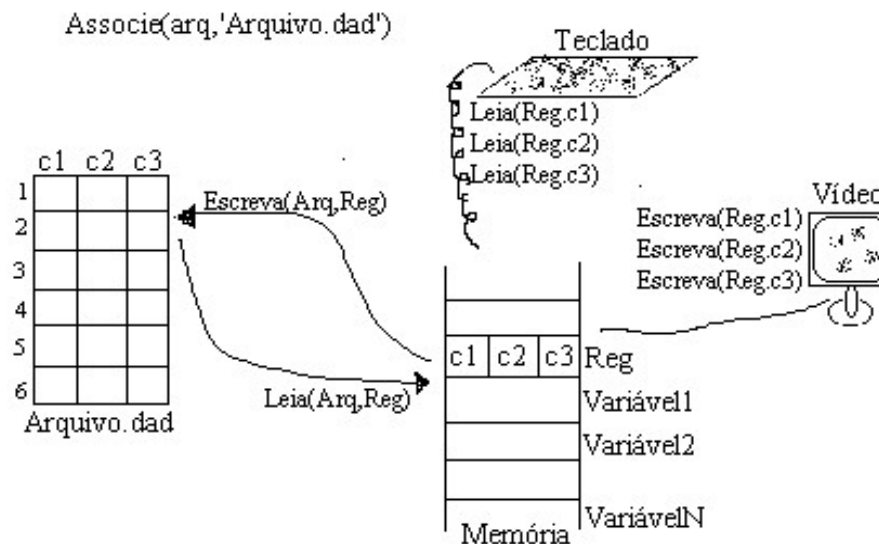 Associe(arq,'Arquivo.dad')
Teclado
Leia(Reg.c1)
Leia(Reg.c2)
Leia(Reg.c3)
c1 c2 c3
1
2
3
4
5
6
Arquivo.dad
Escreva(Arq,Reg)
Leia(Arq,Reg)
Vídeo
Escreva(Reg.c1)
Escreva(Reg.c2)
Escreva(Reg.c3)
c1 c2 c3 Reg
Variável1
Variável2
VariávelN
Memória